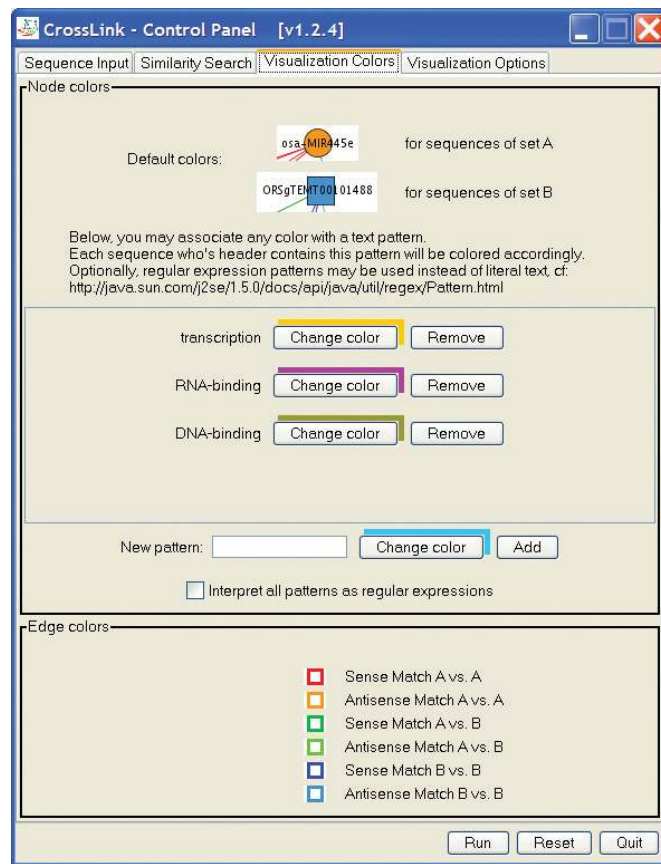 CrossLink - Control Panel [v1.2.4]
Sequence Input Similarity Search Visualization Colors Visualization Options
Node colors
Default colors:
osa-MIR445e for sequences of set A
ORSgTEMT00101488 for sequences of set B
Below, you may associate any color with a text pattern.
Each sequence who's header contains this pattern will be colored accordingly.
Optionally, regular expression patterns may be used instead of literal text, cf:
http://java.sun.com/j2se/1.5.0/docs/api/java/util/regex/Pattern.html
transcription Change color Remove
RNA-binding Change color Remove
DNA-binding Change color Remove
New pattern: Change color Add
Interpret all patterns as regular expressions
Edge colors
Sense Match A vs. A
Antisense Match A vs. A
Sense Match A vs. B
Antisense Match A vs. B
Sense Match B vs. B
Antisense Match B vs. B
Run Reset Quit